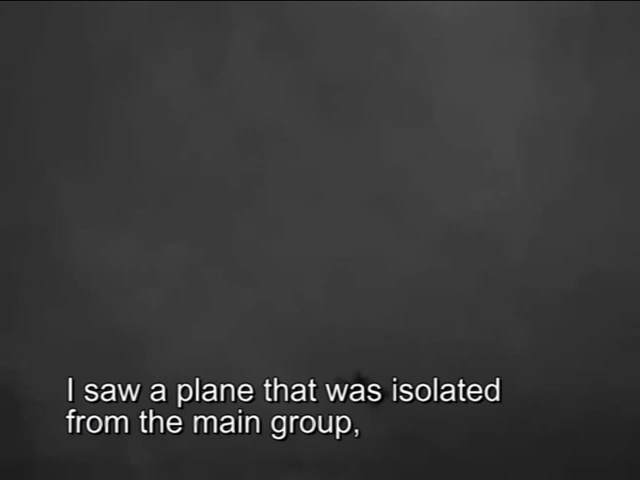 I saw a plane that was isolated
from the main group,